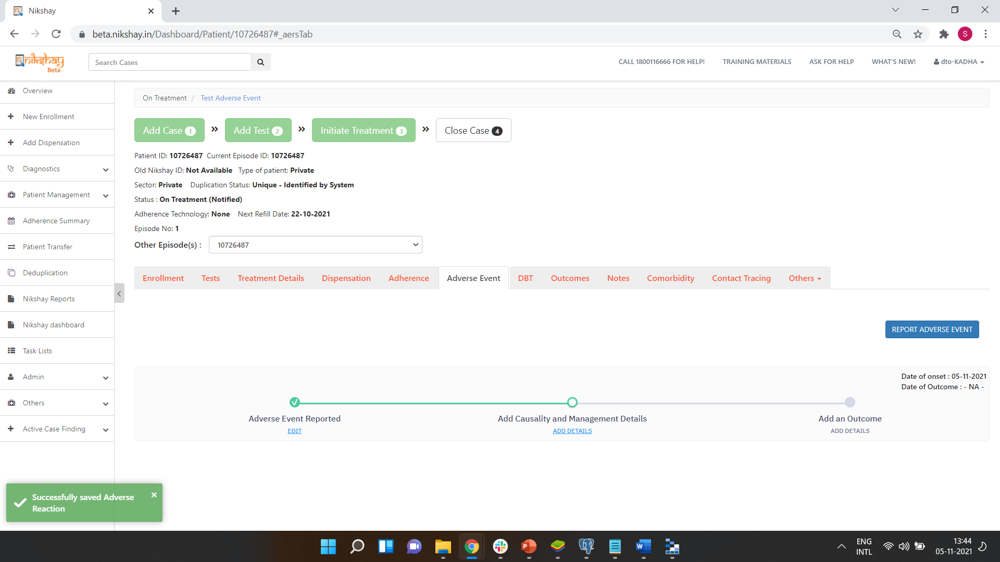 Nikshay
beta.nikshay.in/Dashboard/Patient/10726487#_aersTab
S
nikshay
Beta
Search Cases
CALL 1800116666 FOR HELP!
TRAINING MATERIALS
ASK FOR HELP
WHAT'S NEW!
dto-KADHA
Overview
New Enrollment
Add Dispensation
Diagnostics
Patient Management
Adherence Summary
Patient Transfer
Deduplication
Nikshay Reports
Nikshay dashboard
Task Lists
Admin
Others
Active Case Finding
On Treatment / Test Adverse Event
Add Case 1 » Add Test 2 » Initiate Treatment 3 » Close Case 4
Patient ID: 10726487 Current Episode ID: 10726487
Old Nikshay ID: Not Available Type of patient: Private
Sector: Private Duplication Status: Unique - Identified by System
Status : On Treatment (Notified)
Adherence Technology: None Next Refill Date: 22-10-2021
Episode No: 1
Other Episode(s) : 10726487
Enrollment Tests Treatment Details Dispensation Adherence Adverse Event DBT Outcomes Notes Comorbidity Contact Tracing Others
REPORT ADVERSE EVENT
Date of onset : 05-11-2021
Date of Outcome : - NA -
Adverse Event Reported
EDIT
Add Causality and Management Details
ADD DETAILS
Add an Outcome
ADD DETAILS
Successfully saved Adverse
Reaction
ENG
INTL
13:44
05-11-2021